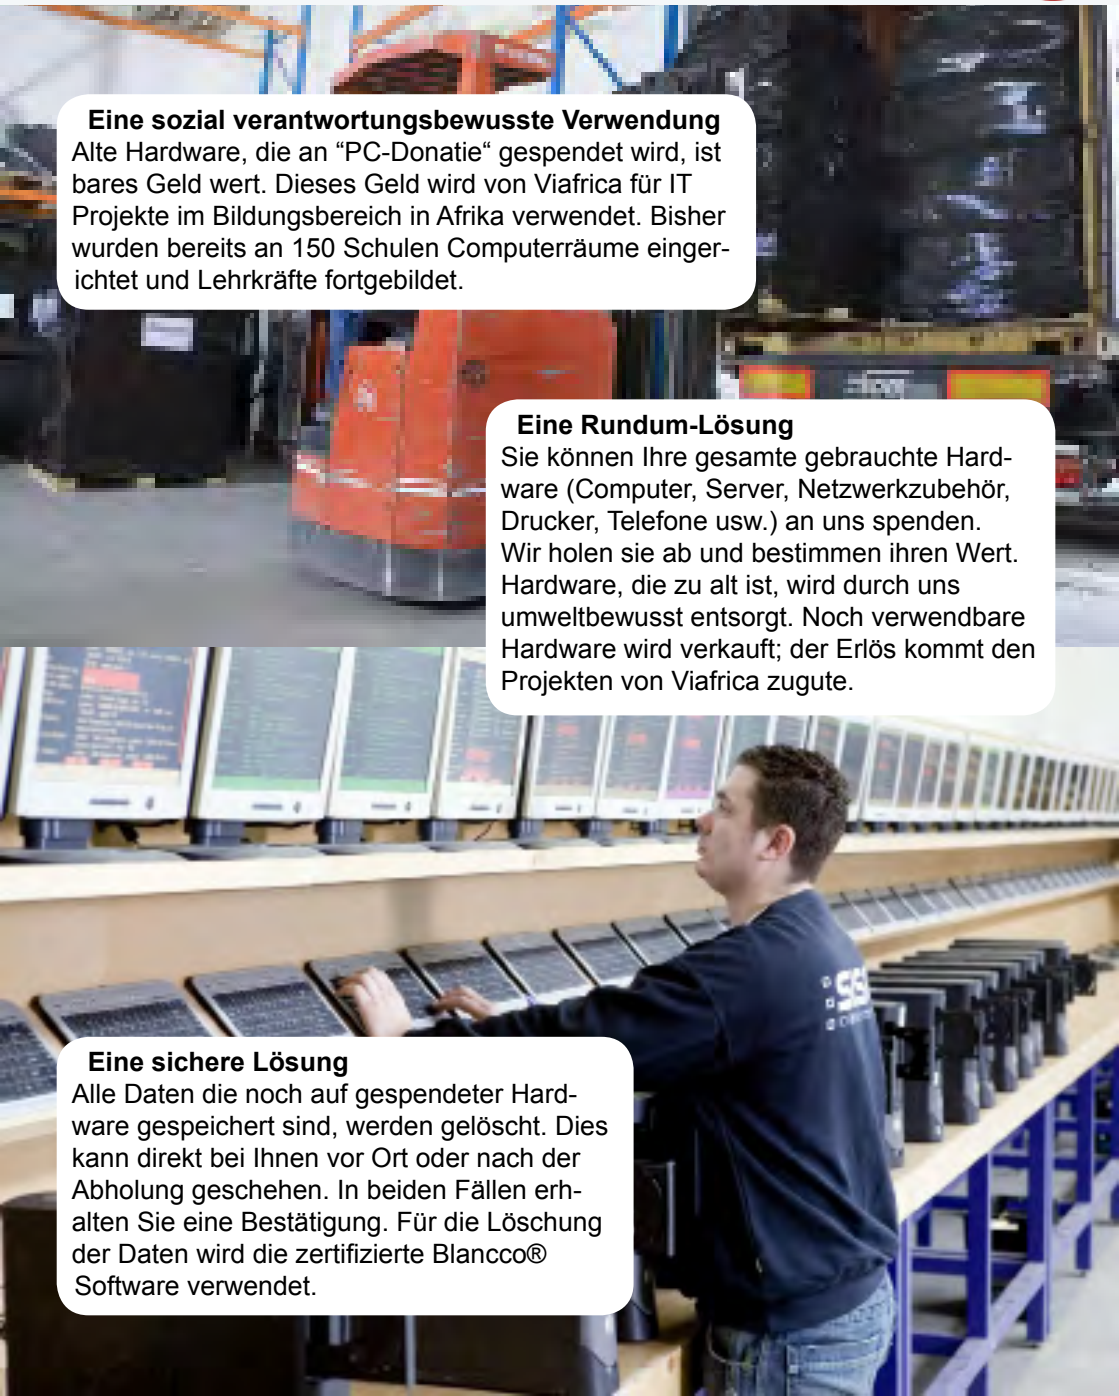 Eine sozial verantwortungsbewusste Verwendung
Alte Hardware, die an “PC-Donatie“ gespendet wird, ist
bares Geld wert. Dieses Geld wird von Viafrica für IT
Projekte im Bildungsbereich in Afrika verwendet. Bisher
wurden bereits an 150 Schulen Computerräume einger-
ichtet und Lehrkräfte fortgebildet.
Eine Rundum-Lösung
Sie können Ihre gesamte gebrauchte Hard-
ware (Computer, Server, Netzwerkzubehör,
Drucker, Telefone usw.) an uns spenden.
Wir holen sie ab und bestimmen ihren Wert.
Hardware, die zu alt ist, wird durch uns
umweltbewusst entsorgt. Noch verwendbare
Hardware wird verkauft; der Erlös kommt den
Projekten von Viafrica zugute.
Eine sichere Lösung
Alle Daten die noch auf gespendeter Hard-
ware gespeichert sind, werden gelöscht. Dies
kann direkt bei Ihnen vor Ort oder nach der
Abholung geschehen. In beiden Fällen erh-
alten Sie eine Bestätigung. Für die Löschung
der Daten wird die zertifizierte Blancco®
Software verwendet.